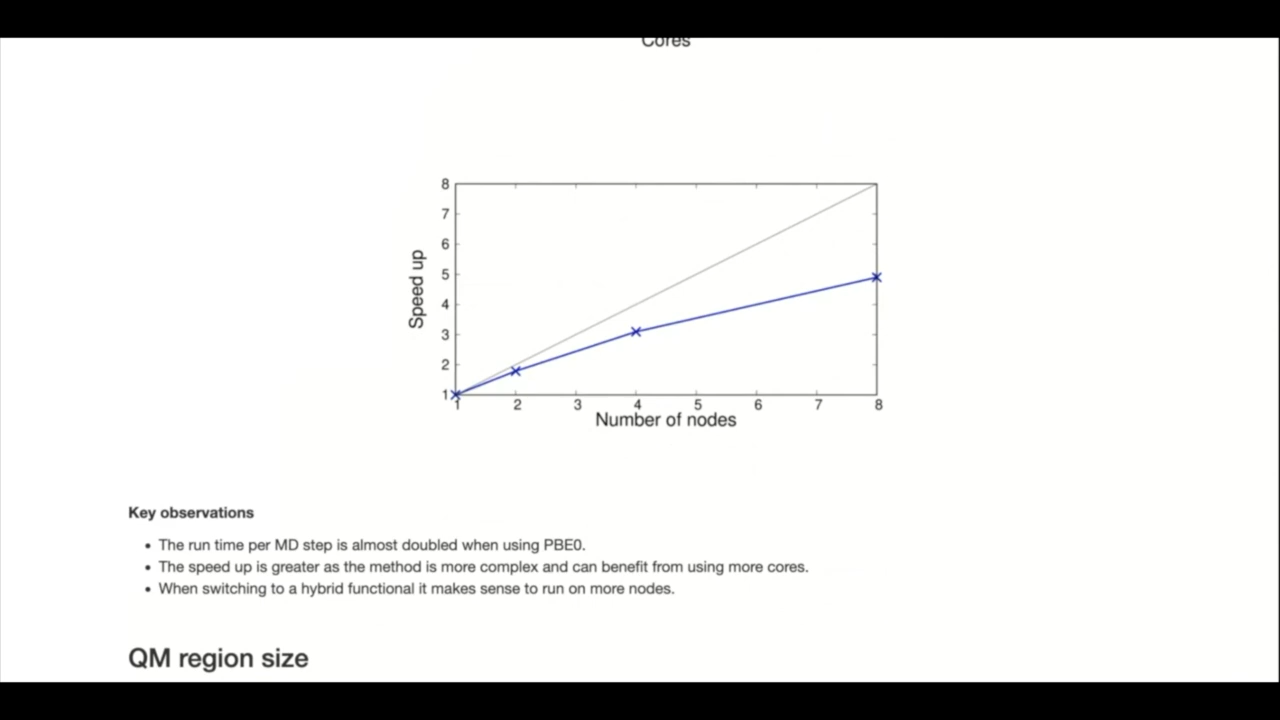 Cores
8
7
6
5
4
3
2
1
Speed up
1 2 3 4 5 6 7 8
Number of nodes
Key observations
• The run time per MD step is almost doubled when using PBE0.
• The speed up is greater as the method is more complex and can benefit from using more cores.
• When switching to a hybrid functional it makes sense to run on more nodes.
QM region size